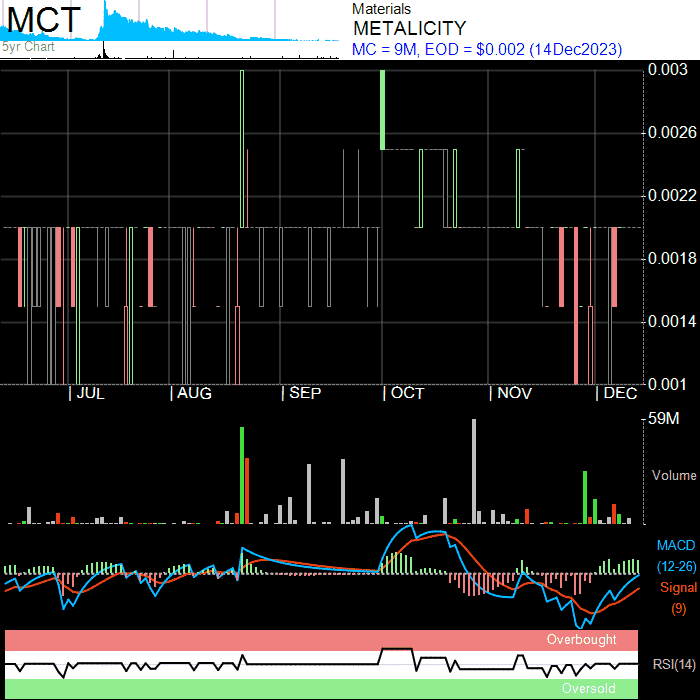 MCT
5yr Chart
Materials
METALICITY
MC = 9M, EOD = $0.002 (14Dec2023)
0.003
0.0026
0.0022
0.0018
0.0014
0.001
JUL AUG SEP OCT NOV DEC
59M
Volume
MACD
(12-26)
Signal
(9)
Overbought
RSI(14)
Oversold